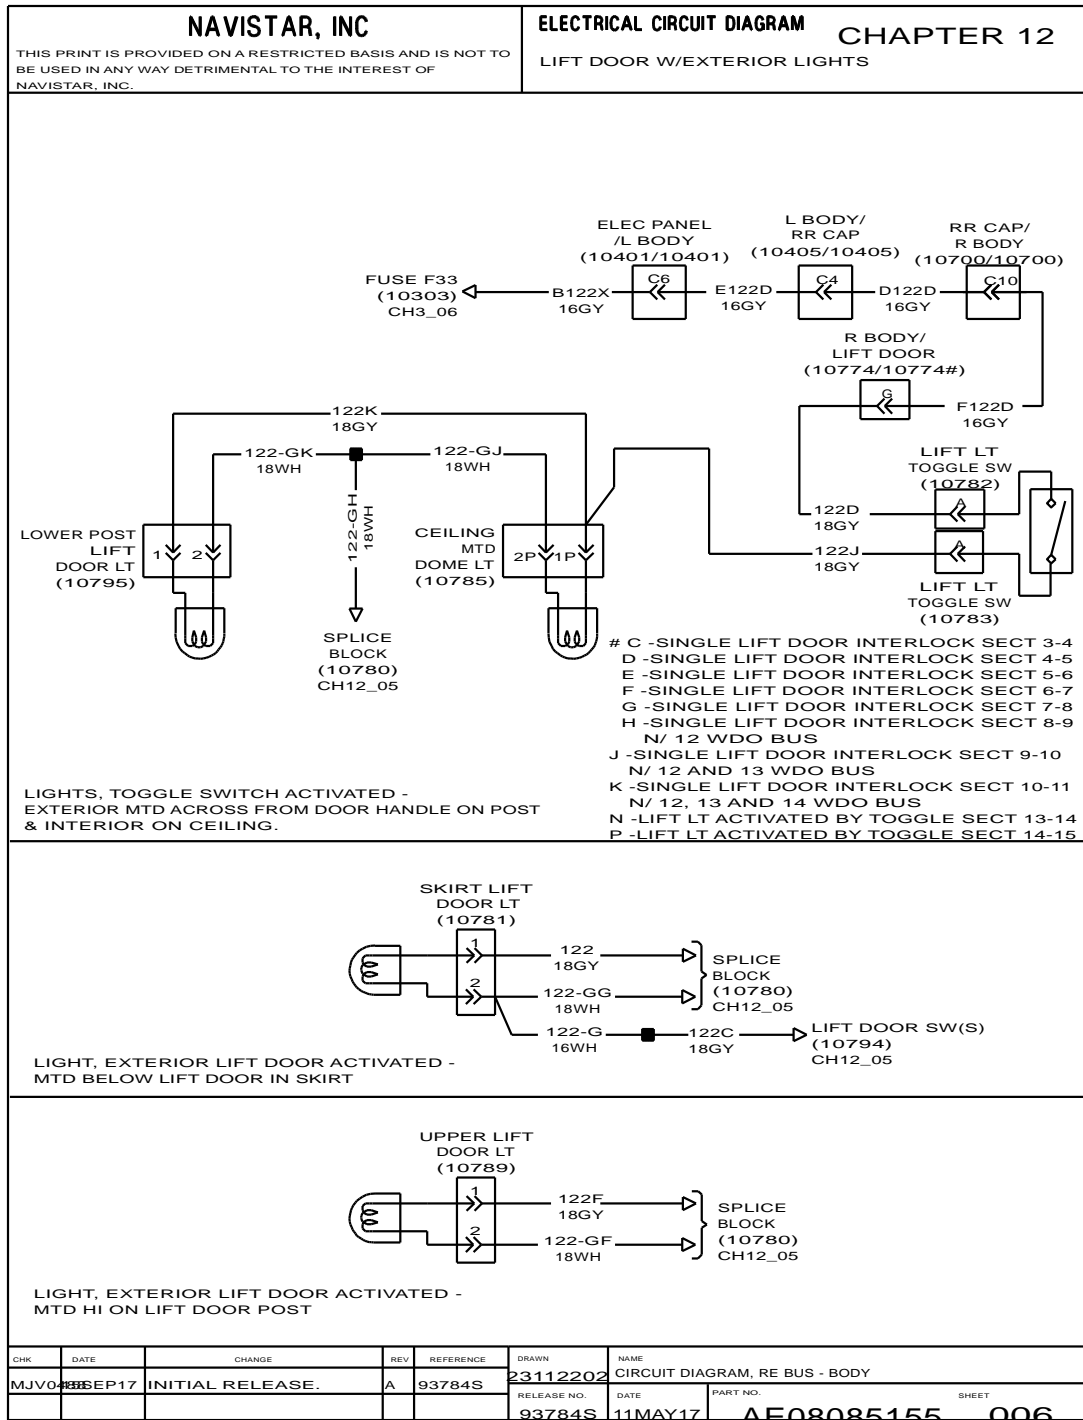 NAVISTAR, INC
THIS PRINT IS PROVIDED ON A RESTRICTED BASIS AND IS NOT TO
BE USED IN ANY WAY DETRIMENTAL TO THE INTEREST OF
NAVISTAR, INC.
ELECTRICAL CIRCUIT DIAGRAM
CHAPTER 12
LIFT DOOR W/EXTERIOR LIGHTS
ELEC PANEL
/L BODY
(10401/10401)
L BODY/
RR CAP
(10405/10405)
RR CAP/
R BODY
(10700/10700)
FUSE F33
(10303)
CH3_06
B122X
16GY
C6
E122D
16GY
C4
D122D
16GY
C10
R BODY/
LIFT DOOR
(10774/10774#)
G
F122D
16GY
122K
18GY
122-GK
18WH
122-GJ
18WH
122-GH
18WH
LIFT LT
TOGGLE SW
(10782)
A
122D
18GY
A
122J
18GY
LIFT LT
TOGGLE SW
(10783)
LOWER POST
LIFT
DOOR LT
(10795)
1
2
CEILING
MTD
DOME LT
(10785)
2P
1P
SPLICE
BLOCK
(10780)
CH12_05
# C -SINGLE LIFT DOOR INTERLOCK SECT 3-4
D -SINGLE LIFT DOOR INTERLOCK SECT 4-5
E -SINGLE LIFT DOOR INTERLOCK SECT 5-6
F -SINGLE LIFT DOOR INTERLOCK SECT 6-7
G -SINGLE LIFT DOOR INTERLOCK SECT 7-8
H -SINGLE LIFT DOOR INTERLOCK SECT 8-9
N/ 12 WDO BUS
J -SINGLE LIFT DOOR INTERLOCK SECT 9-10
N/ 12 AND 13 WDO BUS
K -SINGLE LIFT DOOR INTERLOCK SECT 10-11
N/ 12, 13 AND 14 WDO BUS
N -LIFT LT ACTIVATED BY TOGGLE SECT 13-14
P -LIFT LT ACTIVATED BY TOGGLE SECT 14-15
LIGHTS, TOGGLE SWITCH ACTIVATED -
EXTERIOR MTD ACROSS FROM DOOR HANDLE ON POST
& INTERIOR ON CEILING.
SKIRT LIFT
DOOR LT
(10781)
1
2
122
18GY
122-GG
18WH
122-G
16WH
122C
18GY
SPLICE
BLOCK
(10780)
CH12_05
LIFT DOOR SW(S)
(10794)
CH12_05
LIGHT, EXTERIOR LIFT DOOR ACTIVATED -
MTD BELOW LIFT DOOR IN SKIRT
UPPER LIFT
DOOR LT
(10789)
1
2
122F
18GY
122-GF
18WH
SPLICE
BLOCK
(10780)
CH12_05
LIGHT, EXTERIOR LIFT DOOR ACTIVATED -
MTD HI ON LIFT DOOR POST
CHK DATE CHANGE REV REFERENCE
INITIAL RELEASE. A 93784S
DRAWN
23112202
NAME
CIRCUIT DIAGRAM, RE BUS - BODY
RELEASE NO.
93784S
DATE
11MAY17
PART NO.
AE08085155
SHEET
006